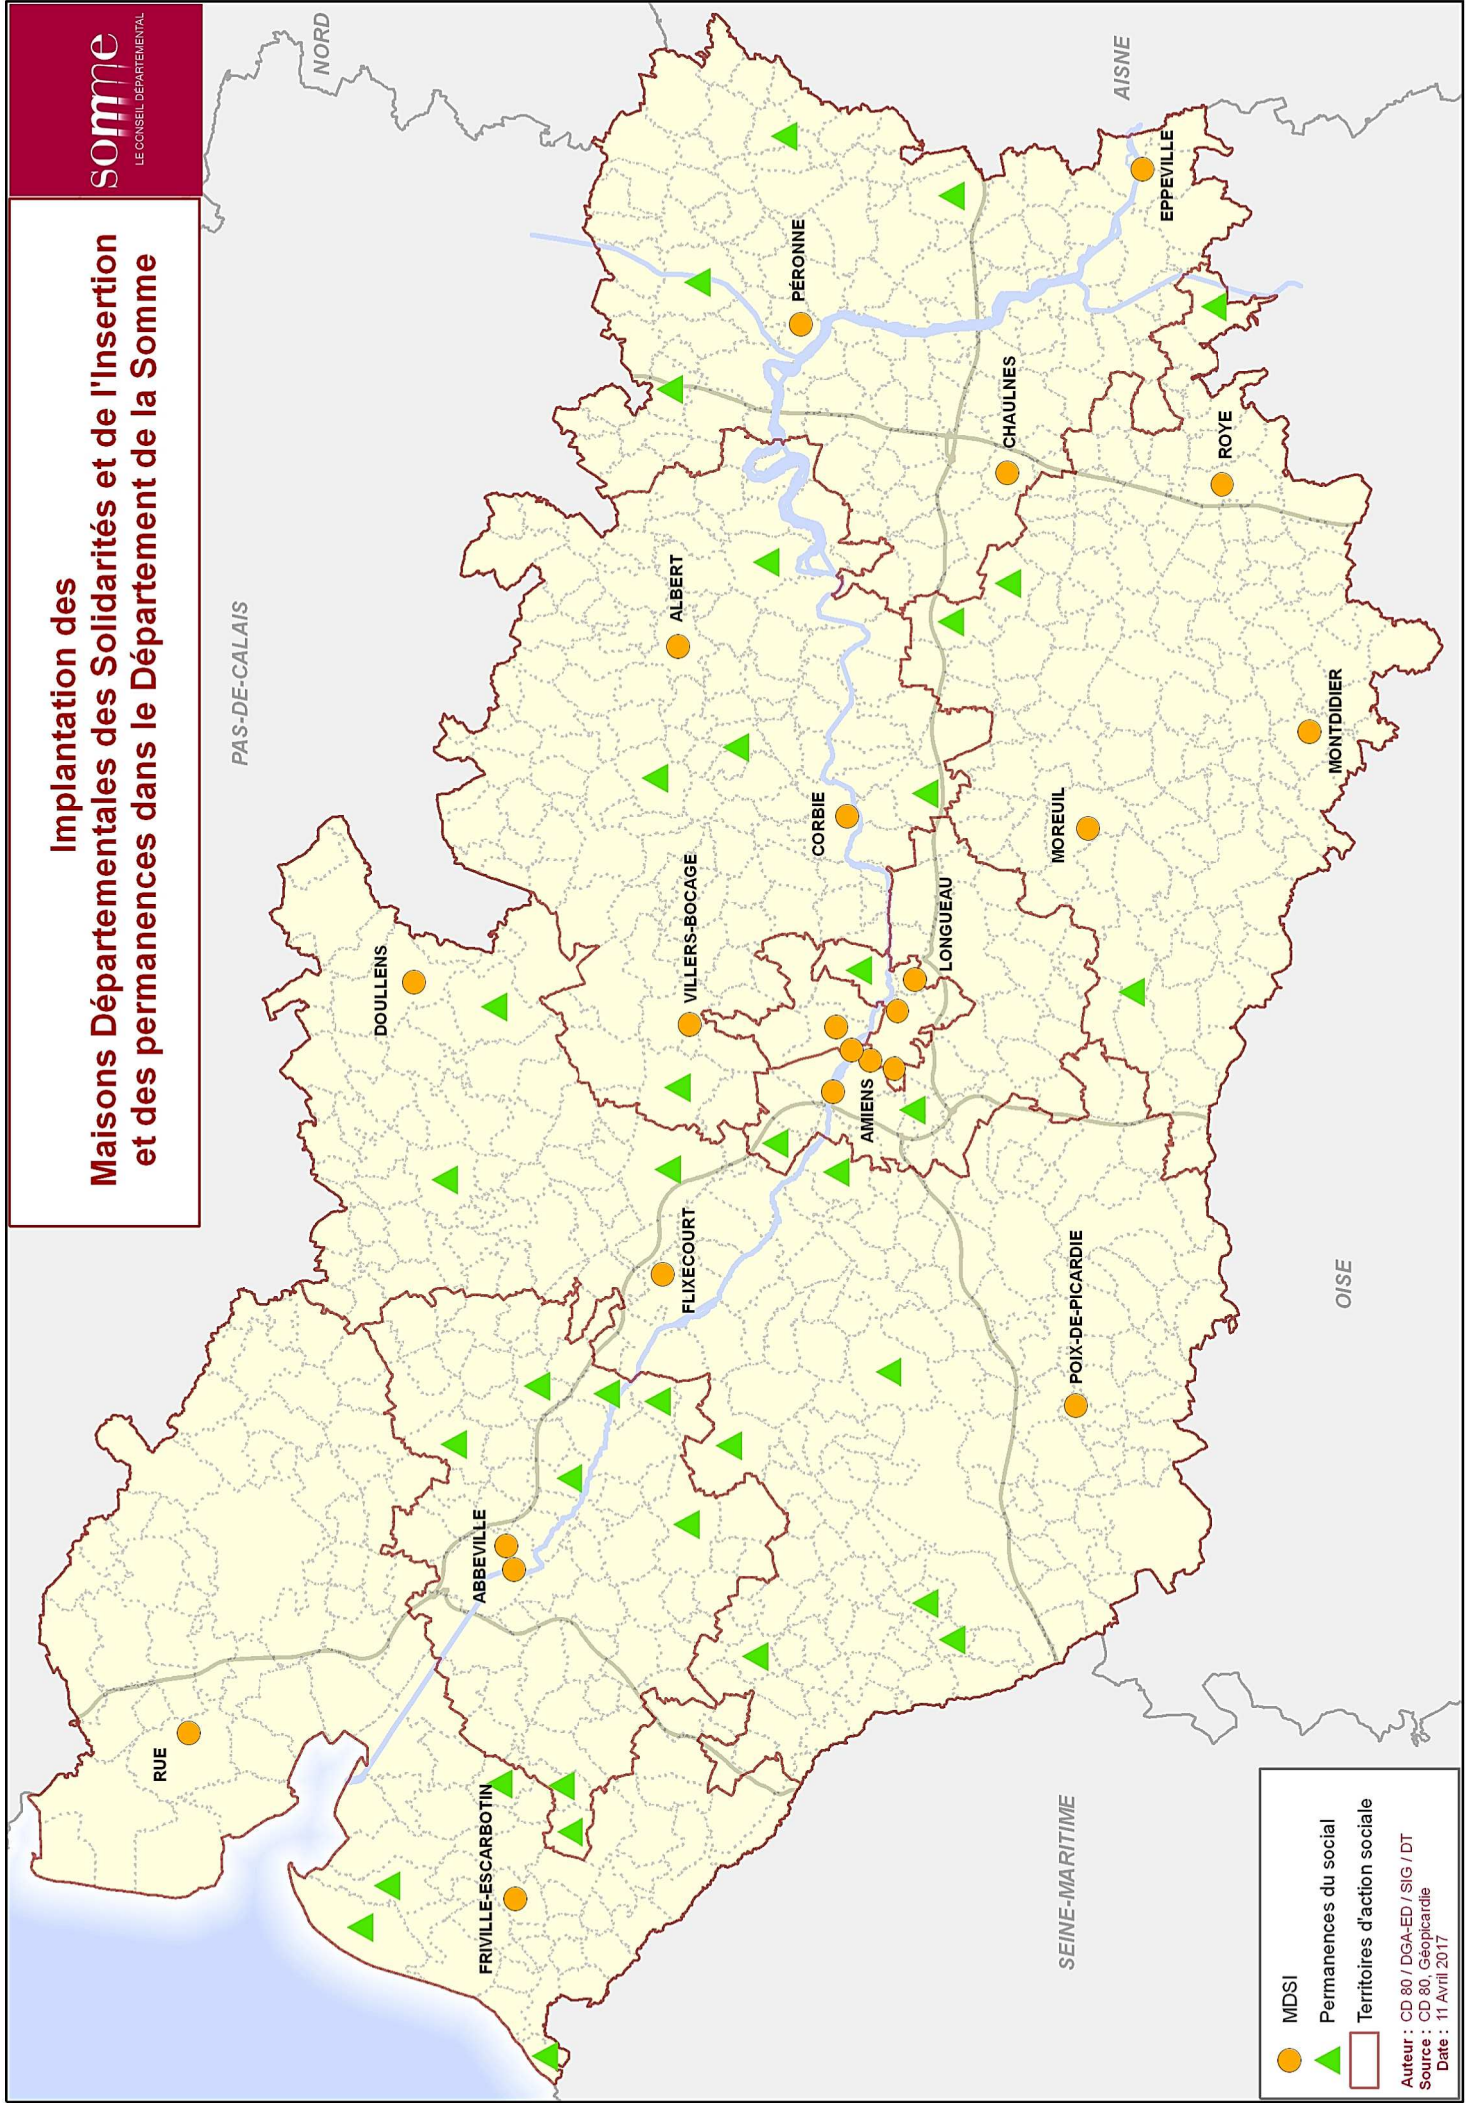 Implantation des
Maisons Départementales des Solidarités et de l'Insertion
et des permanences dans le Département de la Somme
somme
LE CONSEIL DÉPARTEMENTAL
NORD
PAS-DE-CALAIS
AISNE
OISE
SEINE-MARITIME
RUE
FRIVILLE-ESCARBOTIN
ABBEVILLE
DOULLENS
FLIXECOURT
VILLERS-BOCAGE
ALBERT
PÉRONNE
CORBIE
AMIENS
LONGUEAU
CHAULNES
EPPEVILLE
ROYE
MOREUIL
MONTDIDIER
POIX-DE-PICARDIE
MDSI
Permanences du social
Territoires d'action sociale
Auteur : CD 80 / DGA-ED / SIG / DT
Source : CD 80, Géopicardie
Date : 11 Avril 2017